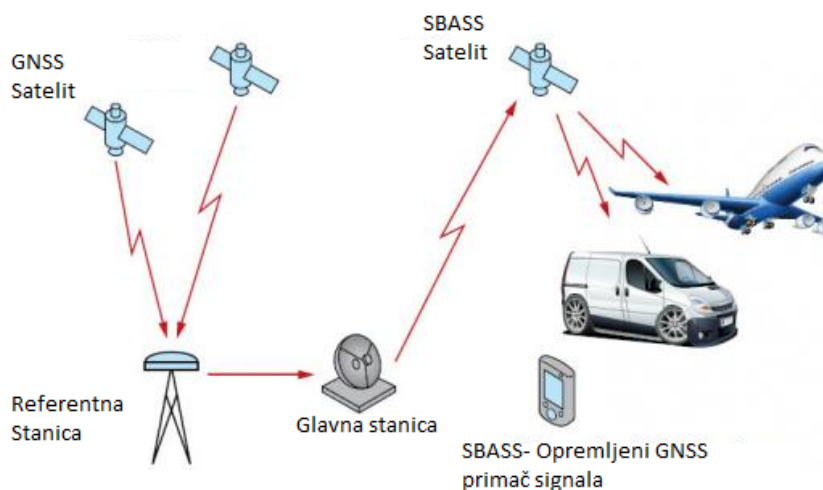 GNSS
Satelit
SBASS
Satelit
Referentna
Stanica
Glavna stanica
SBASS- Opremljeni GNSS
primač signala